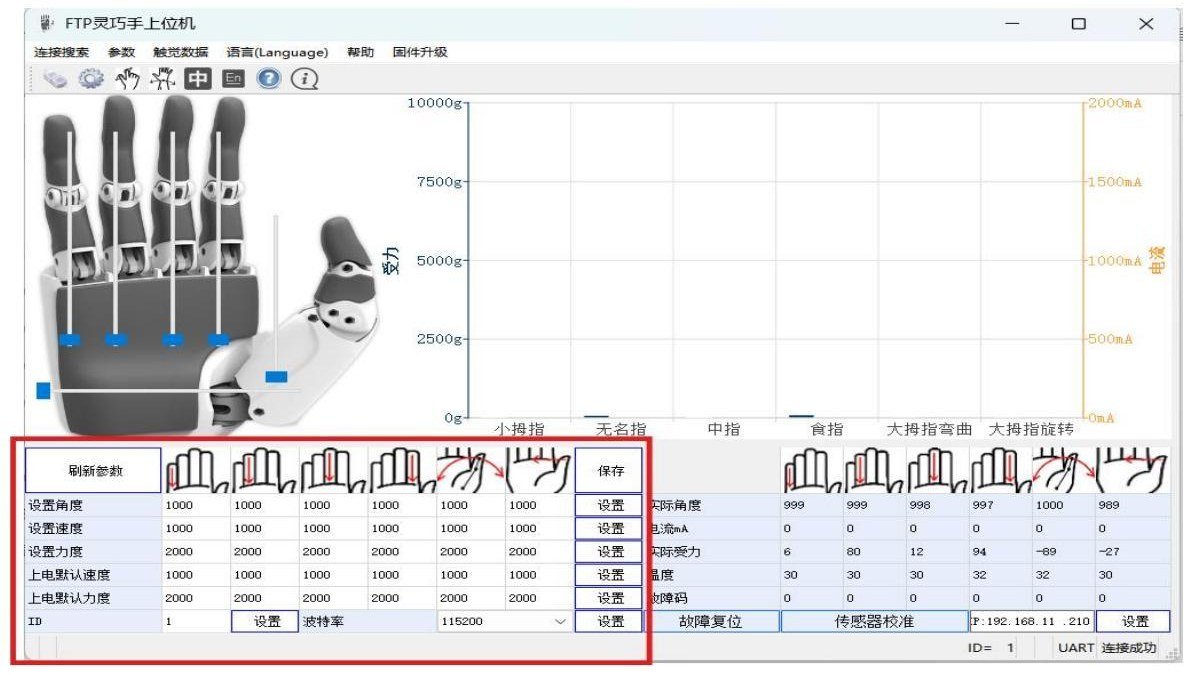 FTP灵巧手上位机
连接搜索 参数 触觉数据 语言(Language) 帮助 固件升级
中 En ? i
10000g 2000mA
7500g 1500mA
受力 5000g 1000mA 电流
2500g 500mA
0g 0mA
小拇指 无名指 中指 食指 大拇指弯曲 大拇指旋转
刷新参数 保存
设置角度 1000 1000 1000 1000 1000 1000 设置 实际角度 999 999 998 997 1000 989
设置速度 1000 1000 1000 1000 1000 1000 设置 电流mA 0 0 0 0 0 0
设置力度 2000 2000 2000 2000 2000 2000 设置 实际受力 6 80 12 94 -69 -27
上电默认速度 1000 1000 1000 1000 1000 1000 设置 温度 30 30 30 32 32 30
上电默认力度 2000 2000 2000 2000 2000 2000 设置 故障码 0 0 0 0 0 0
ID 1 设置 波特率 115200 设置 故障复位 传感器校准 IP:192.168.11 .210 设置
ID= 1 UART 连接成功